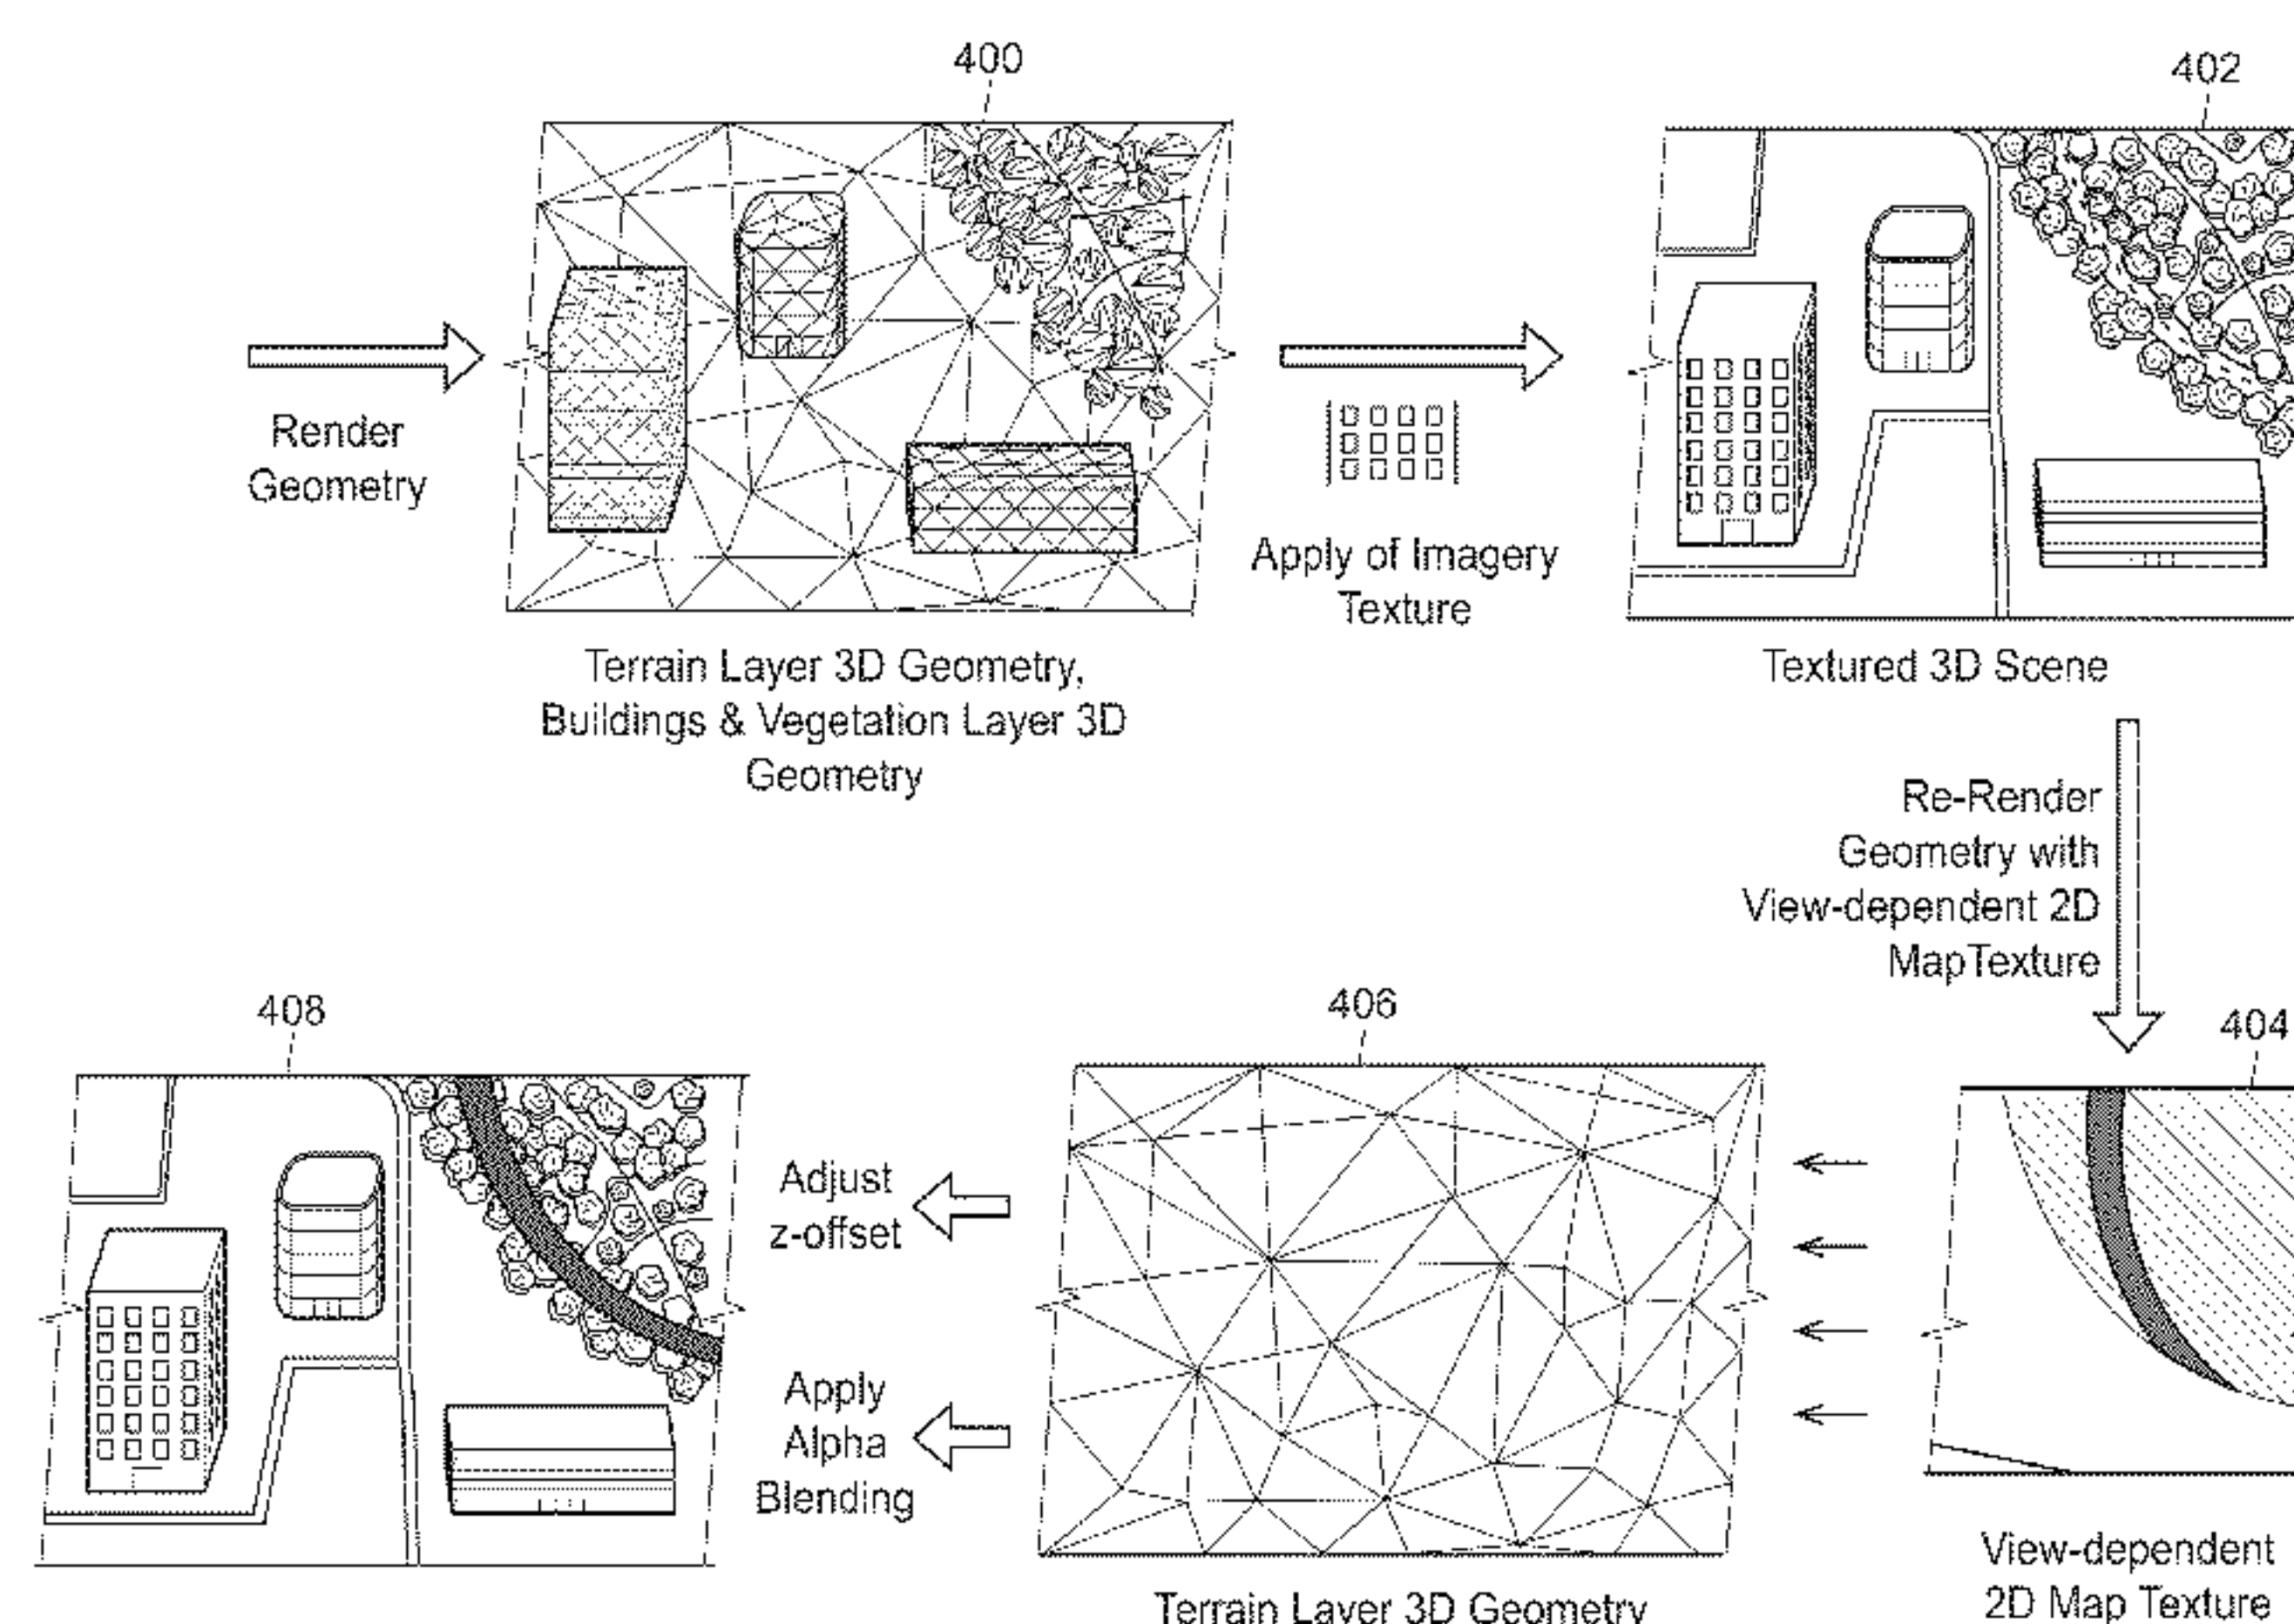 400
402
Render
Geometry
Apply of Imagery
Texture
Terrain Layer 3D Geometry,
Buildings & Vegetation Layer 3D
Geometry
Textured 3D Scene
Re-Render
Geometry with
View-dependent 2D
MapTexture
408
406
404
Adjust
z-offset
Apply
Alpha
Blending
Terrain Layer 3D Geometry
View-dependent
2D Map Texture